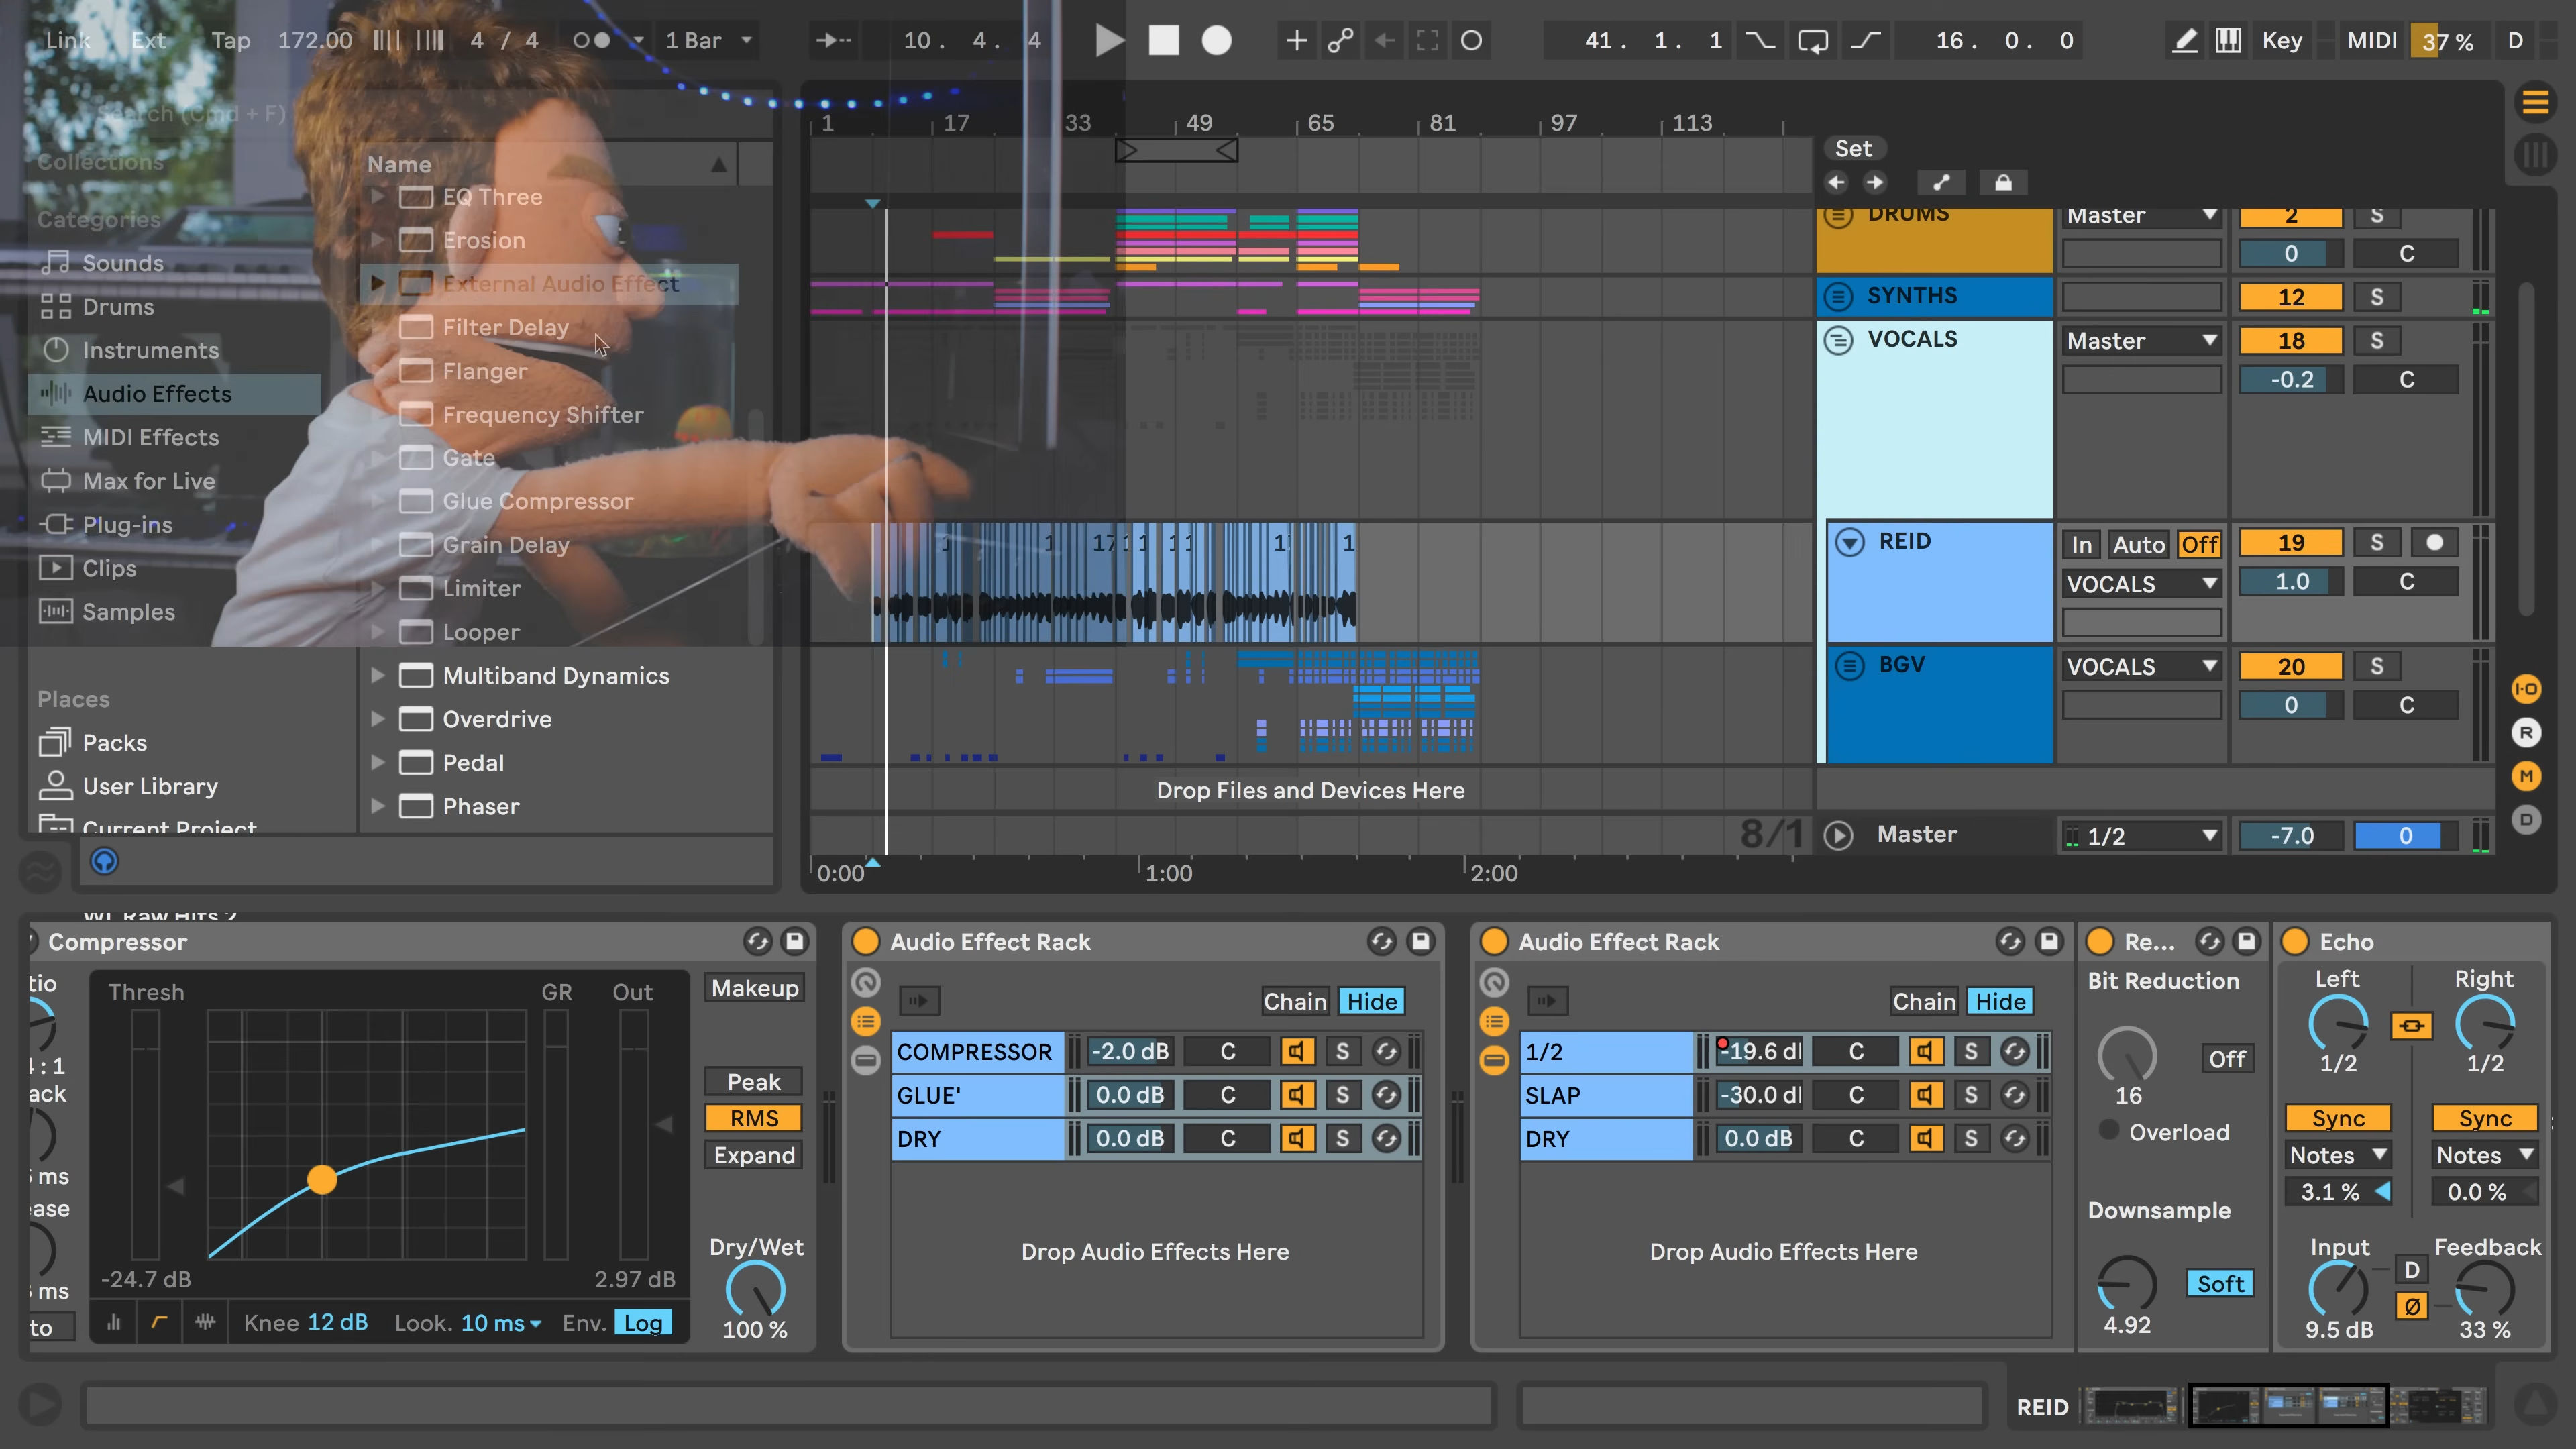 Link Ext Tap 172.00 4 / 4 1 Bar 10. 4. 4 41. 1. 1 16. 0. 0 Key MIDI 37 % D
Search (Cmd + F)
Collections
Categories
Sounds
Drums
Instruments
Audio Effects
MIDI Effects
Max for Live
Plug-ins
Clips
Samples
Places
Packs
User Library
Current Project
Name
EQ Three
Erosion
External Audio Effect
Filter Delay
Flanger
Frequency Shifter
Gate
Glue Compressor
Grain Delay
Limiter
Looper
Multiband Dynamics
Overdrive
Pedal
Phaser
1 17 33 49 65 81 97 113
Set
DRUMS Master 2 S
0 C
SYNTHS 12 S
VOCALS Master 18 S
-0.2 C
REID In Auto Off 19 S
VOCALS 1.0 C
BGV VOCALS 20 S
0 C
I·O
R
M
D
Drop Files and Devices Here
8/1 Master 1/2 -7.0 0
0:00 1:00 2:00
Compressor
Thresh GR Out
Makeup
Peak
RMS
Expand
Dry/Wet
100 %
-24.7 dB 2.97 dB
Knee 12 dB Look. 10 ms Env. Log
Audio Effect Rack
Chain Hide
COMPRESSOR -2.0 dB C S
GLUE' 0.0 dB C S
DRY 0.0 dB C S
Drop Audio Effects Here
Audio Effect Rack
Chain Hide
1/2 -19.6 d C S
SLAP -30.0 d C S
DRY 0.0 dB C S
Drop Audio Effects Here
Re...
Bit Reduction
16 Off
Overload
Downsample
Soft
4.92
Echo
Left Right
1/2 1/2
Sync Sync
Notes Notes
3.1 % 0.0 %
Input D Feedback
Ø
9.5 dB 33 %
REID